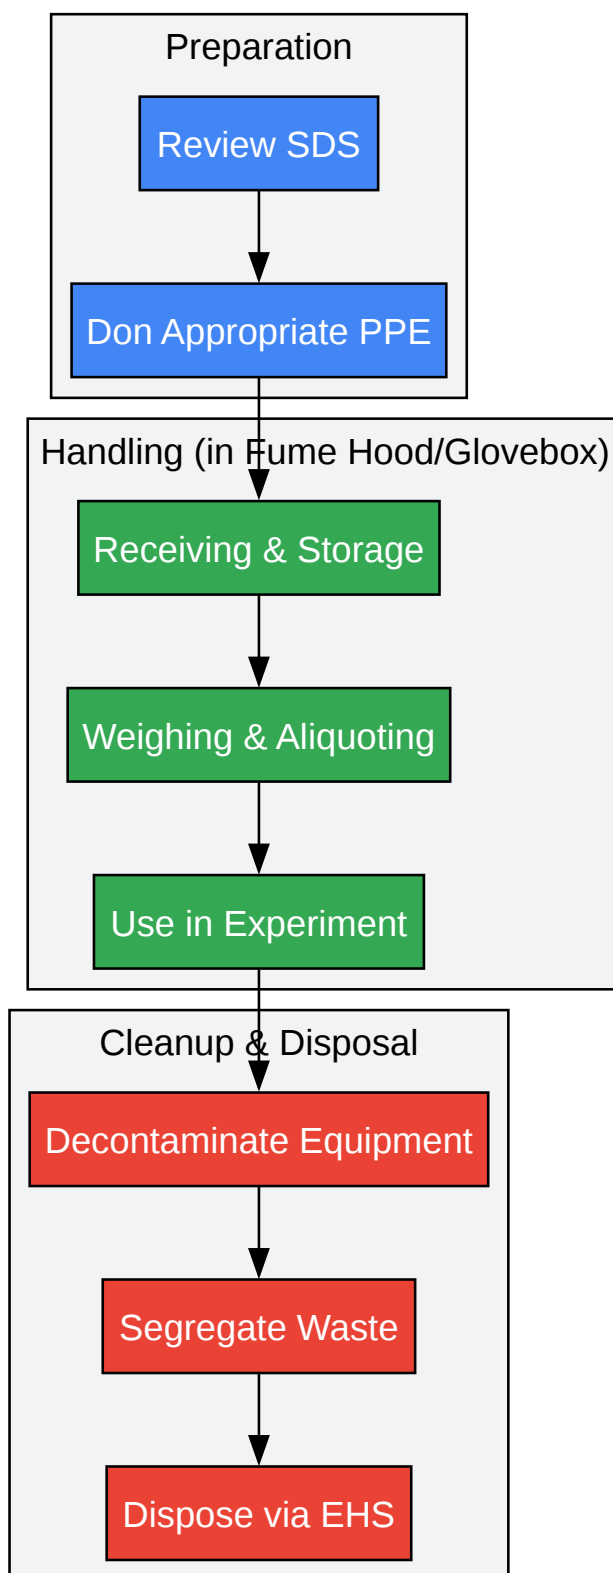 Preparation
Review SDS
Don Appropriate PPE
Handling (in Fume Hood/Glovebox)
Receiving & Storage
Weighing & Aliquoting
Use in Experiment
Cleanup & Disposal
Decontaminate Equipment
Segregate Waste
Dispose via EHS